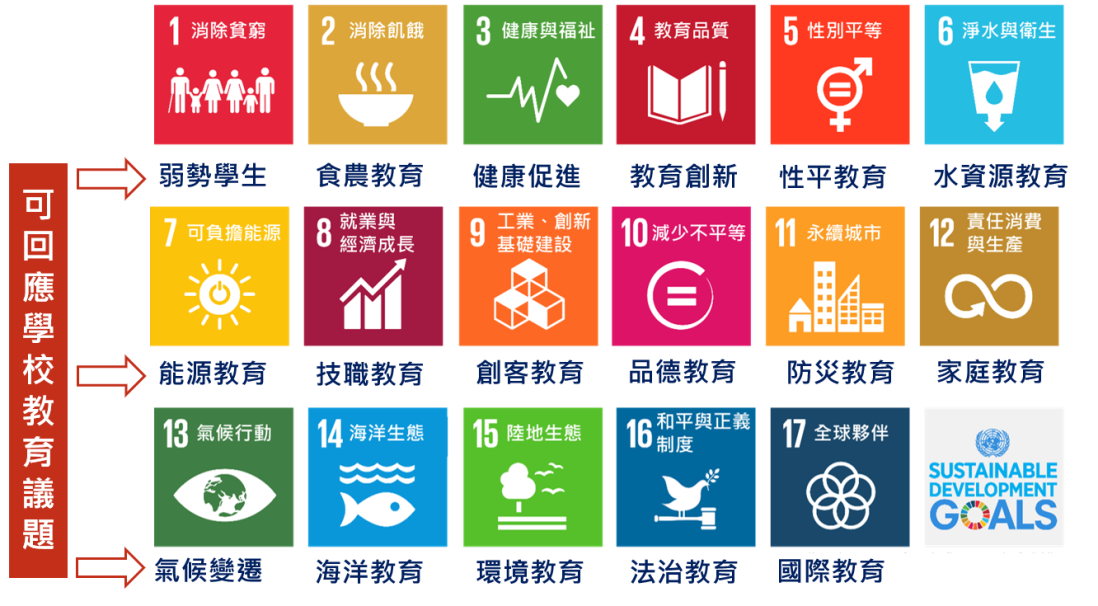 可回應學校教育議題
1 消除貧窮
2 消除飢餓
3 健康與福祉
4 教育品質
5 性別平等
6 淨水與衛生
弱勢學生
食農教育
健康促進
教育創新
性平教育
水資源教育
7 可負擔能源
8 就業與
經濟成長
9 工業、創新
基礎建設
10 減少不平等
11 永續城市
12 責任消費
與生產
能源教育
技職教育
創客教育
品德教育
防災教育
家庭教育
13 氣候行動
14 海洋生態
15 陸地生態
16 和平與正義
制度
17 全球夥伴
SUSTAINABLE
DEVELOPMENT
GOALS
氣候變遷
海洋教育
環境教育
法治教育
國際教育